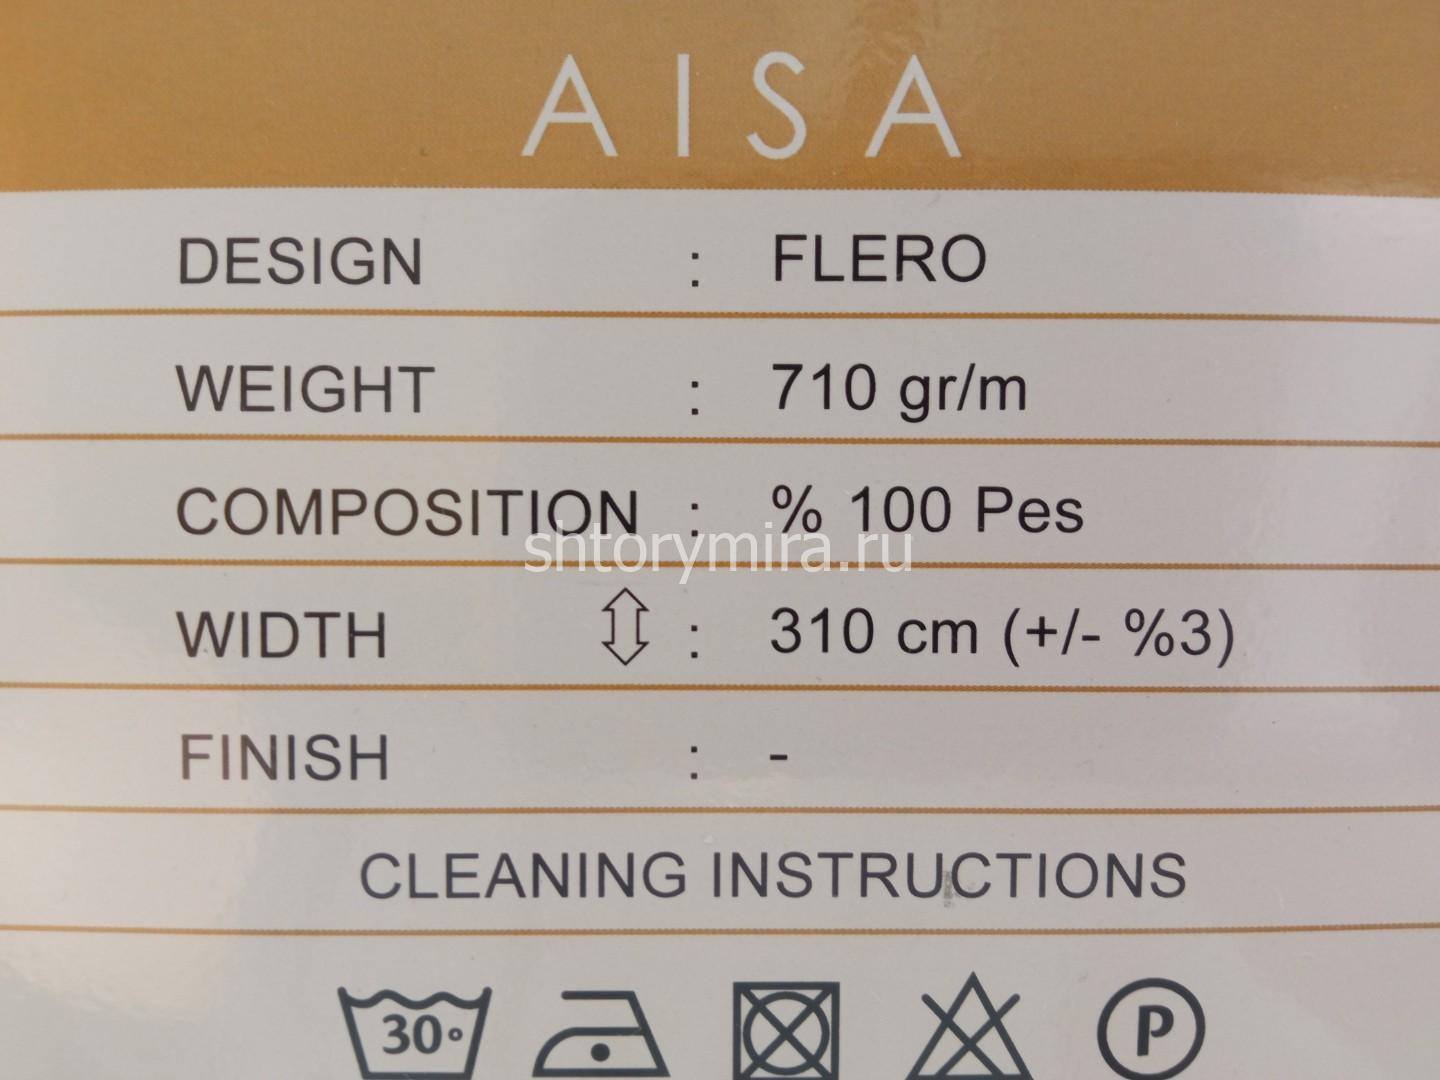 AISA
DESIGN : FLERO
WEIGHT : 710 gr/m
COMPOSITION : % 100 Pes
shtorymira.ru
WIDTH ⇳ : 310 cm (+/- %3)
FINISH : -
CLEANING INSTRUCTIONS
30° P